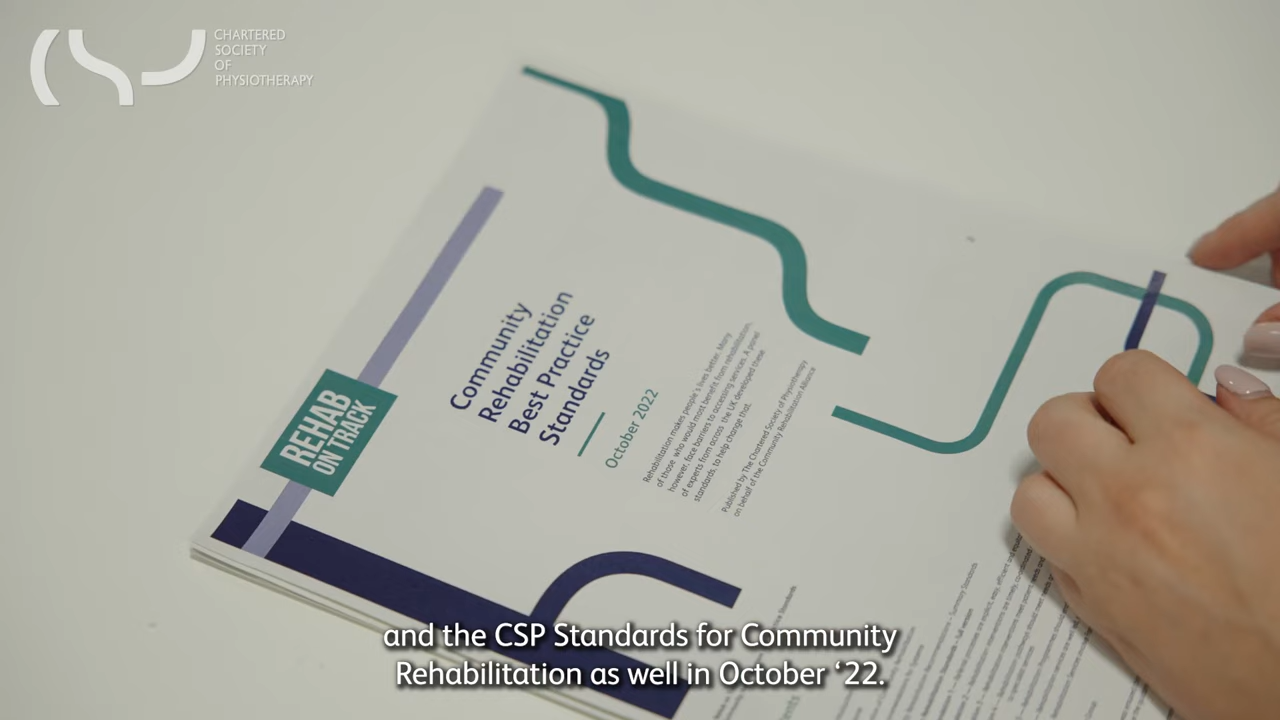 CHARTERED
SOCIETY
OF
PHYSIOTHERAPY
Community
Rehabilitation
Best Practice
Standards
October 2022
Rehabilitation makes people's lives better. Many
of those who would most benefit from rehabilitation,
however, face barriers to accessing services. A panel
of experts from across the UK developed these
standards, to help change that.
Published by The Chartered Society of Physiotherapy
on behalf of the Community Rehabilitation Alliance
REHAB
ON TRACK
and the CSP Standards for Community
Rehabilitation as well in October ‘22.